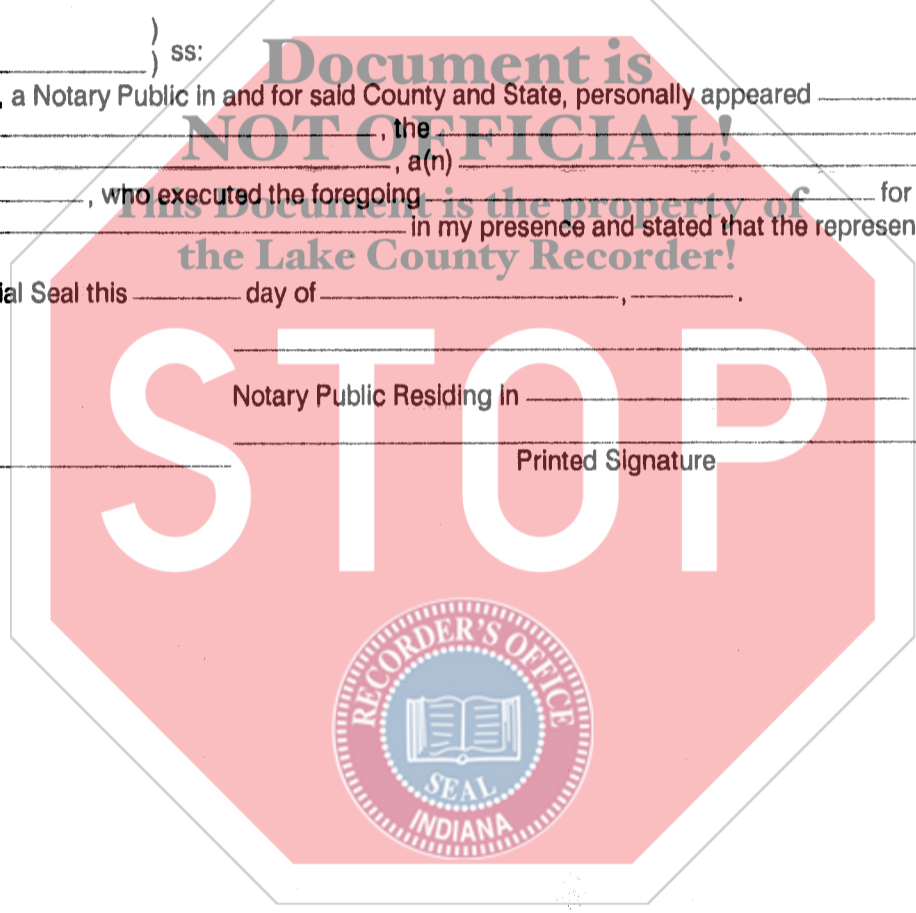 )
) ss:
Document is
, a Notary Public in and for said County and State, personally appeared
NOT OFFICIAL!
, the
, a(n)
, who executed the foregoing for
This Document is the property of
in my presence and stated that the represen
the Lake County Recorder!
ial Seal this day of , .
STOP
Notary Public Residing in
Printed Signature
RECORDER'S OFFICE
SEAL
INDIANA